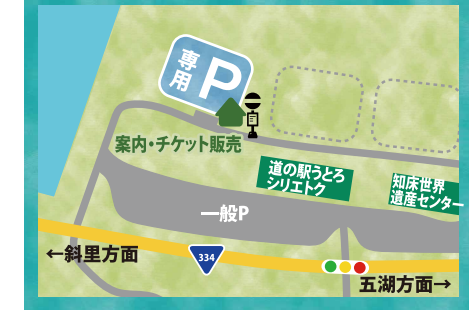 専用
P
案内・チケット販売
道の駅うとろ
シリエトク
知床世界
遺産センター
一般P
←斜里方面
334
五湖方面→